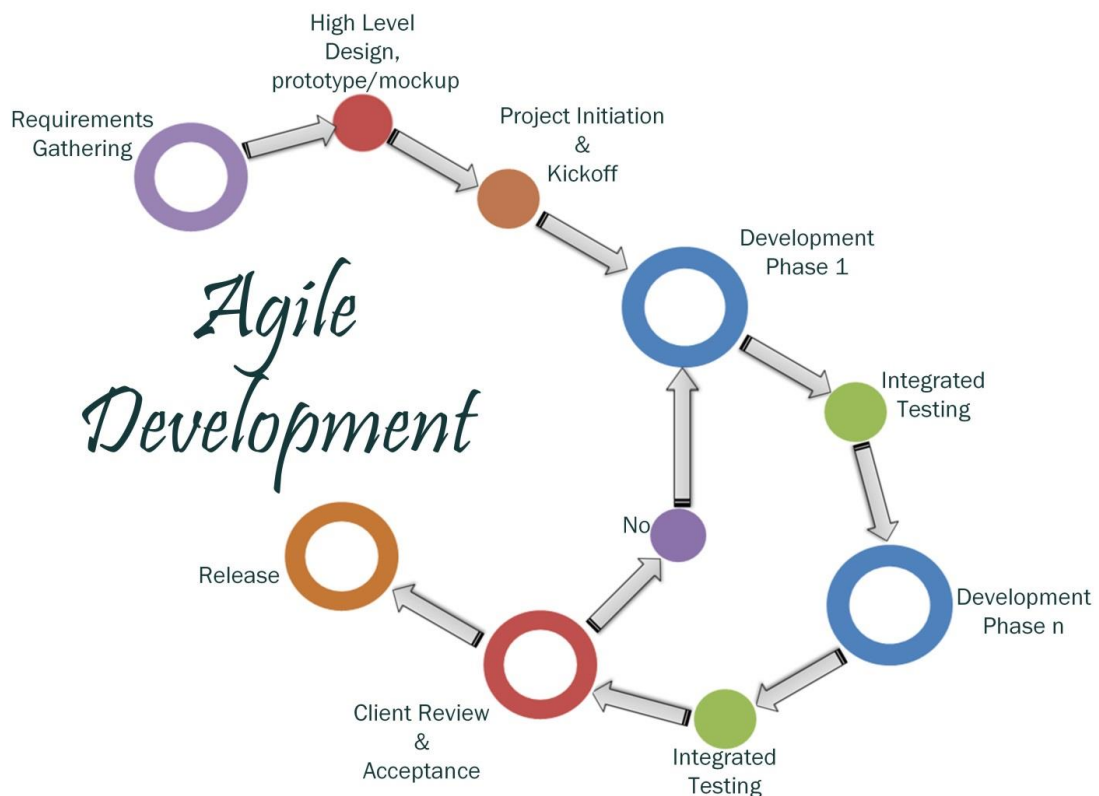 High Level
Design,
prototype/mockup
Requirements
Gathering
Project Initiation
&
Kickoff
Development
Phase 1
Agile
Development
Integrated
Testing
No
Release
Development
Phase n
Client Review
&
Acceptance
Integrated
Testing